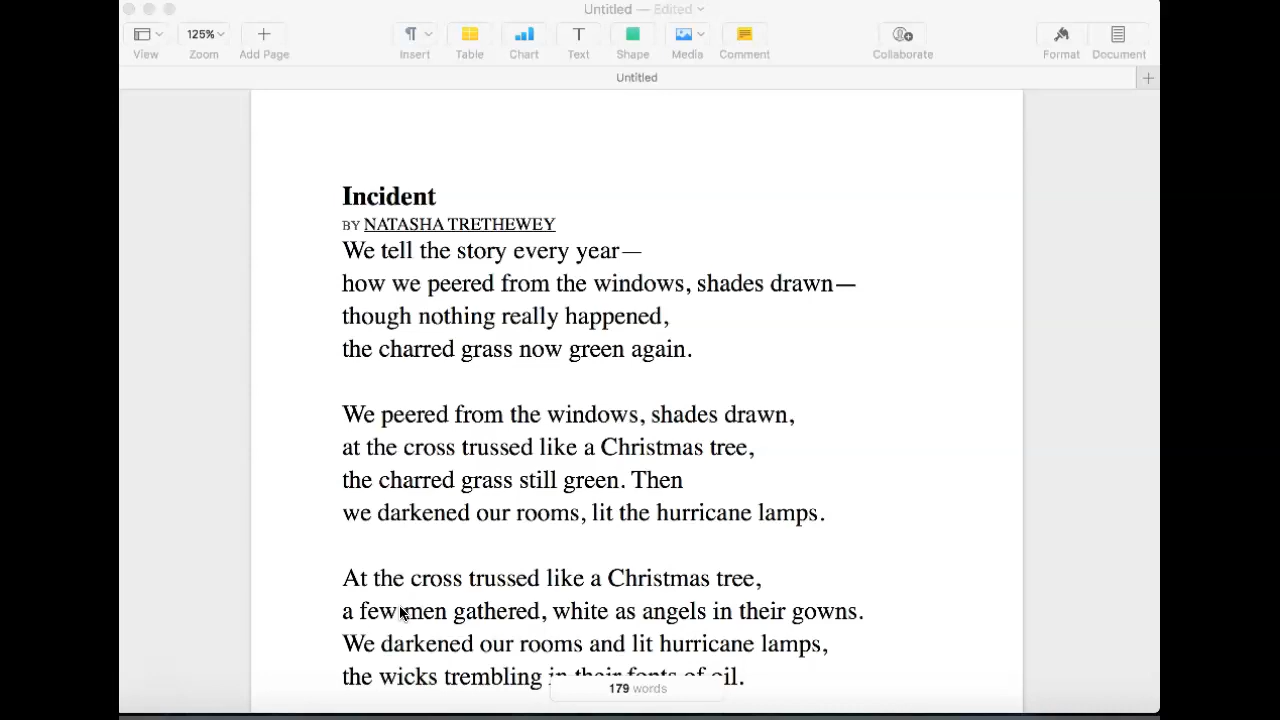 Untitled — Edited
125%
View
Zoom
Add Page
Insert
Table
Chart
Text
Shape
Media
Comment
Collaborate
Format
Document
Untitled
Incident
BY NATASHA TRETHEWEY
We tell the story every year—
how we peered from the windows, shades drawn—
though nothing really happened,
the charred grass now green again.
We peered from the windows, shades drawn,
at the cross trussed like a Christmas tree,
the charred grass still green. Then
we darkened our rooms, lit the hurricane lamps.
At the cross trussed like a Christmas tree,
a few men gathered, white as angels in their gowns.
We darkened our rooms and lit hurricane lamps,
the wicks trembling in their fonts of oil.
179 words